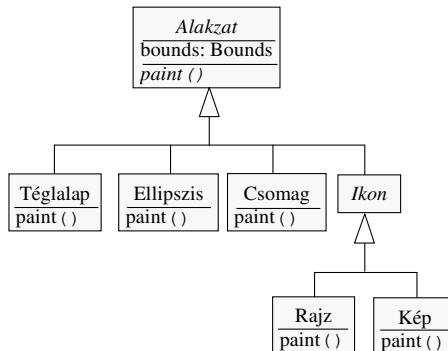 Alakzat
bounds: Bounds
paint()
Téglalap
paint()
Ellipszis
paint()
Csomag
paint()
Ikon
Rajz
paint()
Kép
paint()